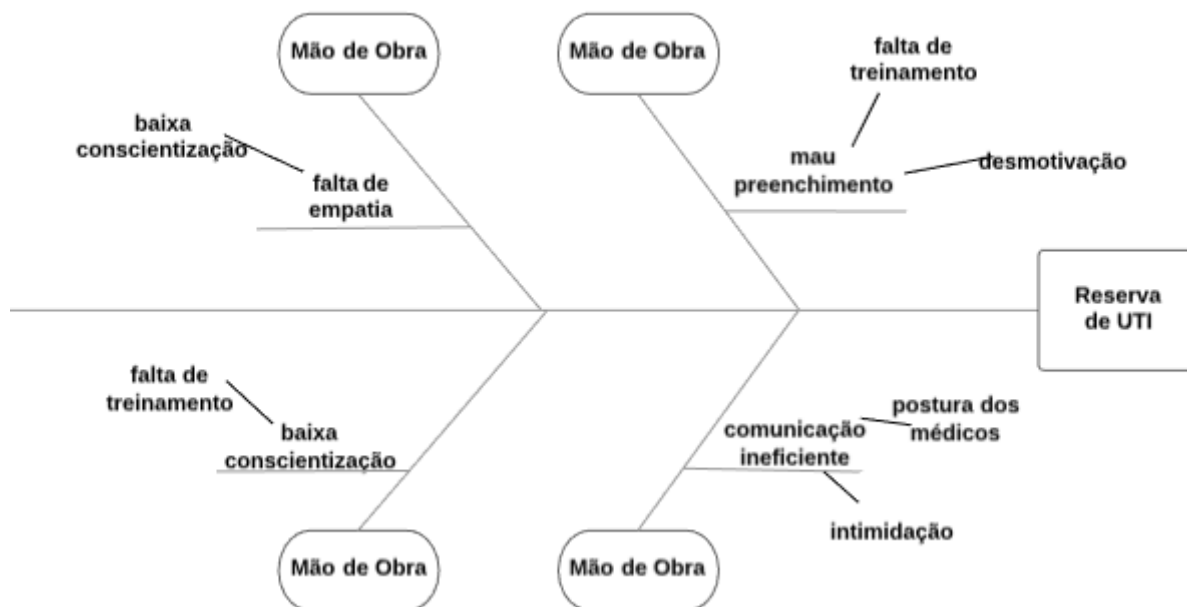 Mão de Obra
Mão de Obra
falta de
treinamento
baixa
conscientização
mau
preenchimento
desmotivação
falta de
empatia
Reserva
de UTI
falta de
treinamento
baixa
conscientização
postura dos
médicos
comunicação
ineficiente
intimidação
Mão de Obra
Mão de Obra